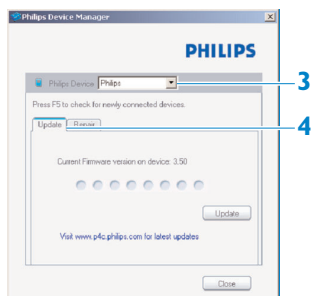 Philips Device Manager
PHILIPS
Philips Device Philips
3
Press F5 to check for newly connected devices.
Update Repair
4
Current Firmware version on device: 3.50
Update
Visit www.p4c.philips.com for latest updates
Close